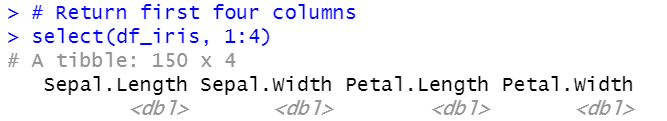 > # Return first four columns
> select(df_iris, 1:4)
# A tibble: 150 x 4
Sepal.Length Sepal.Width Petal.Length Petal.Width
<dbl> <dbl> <dbl> <dbl>